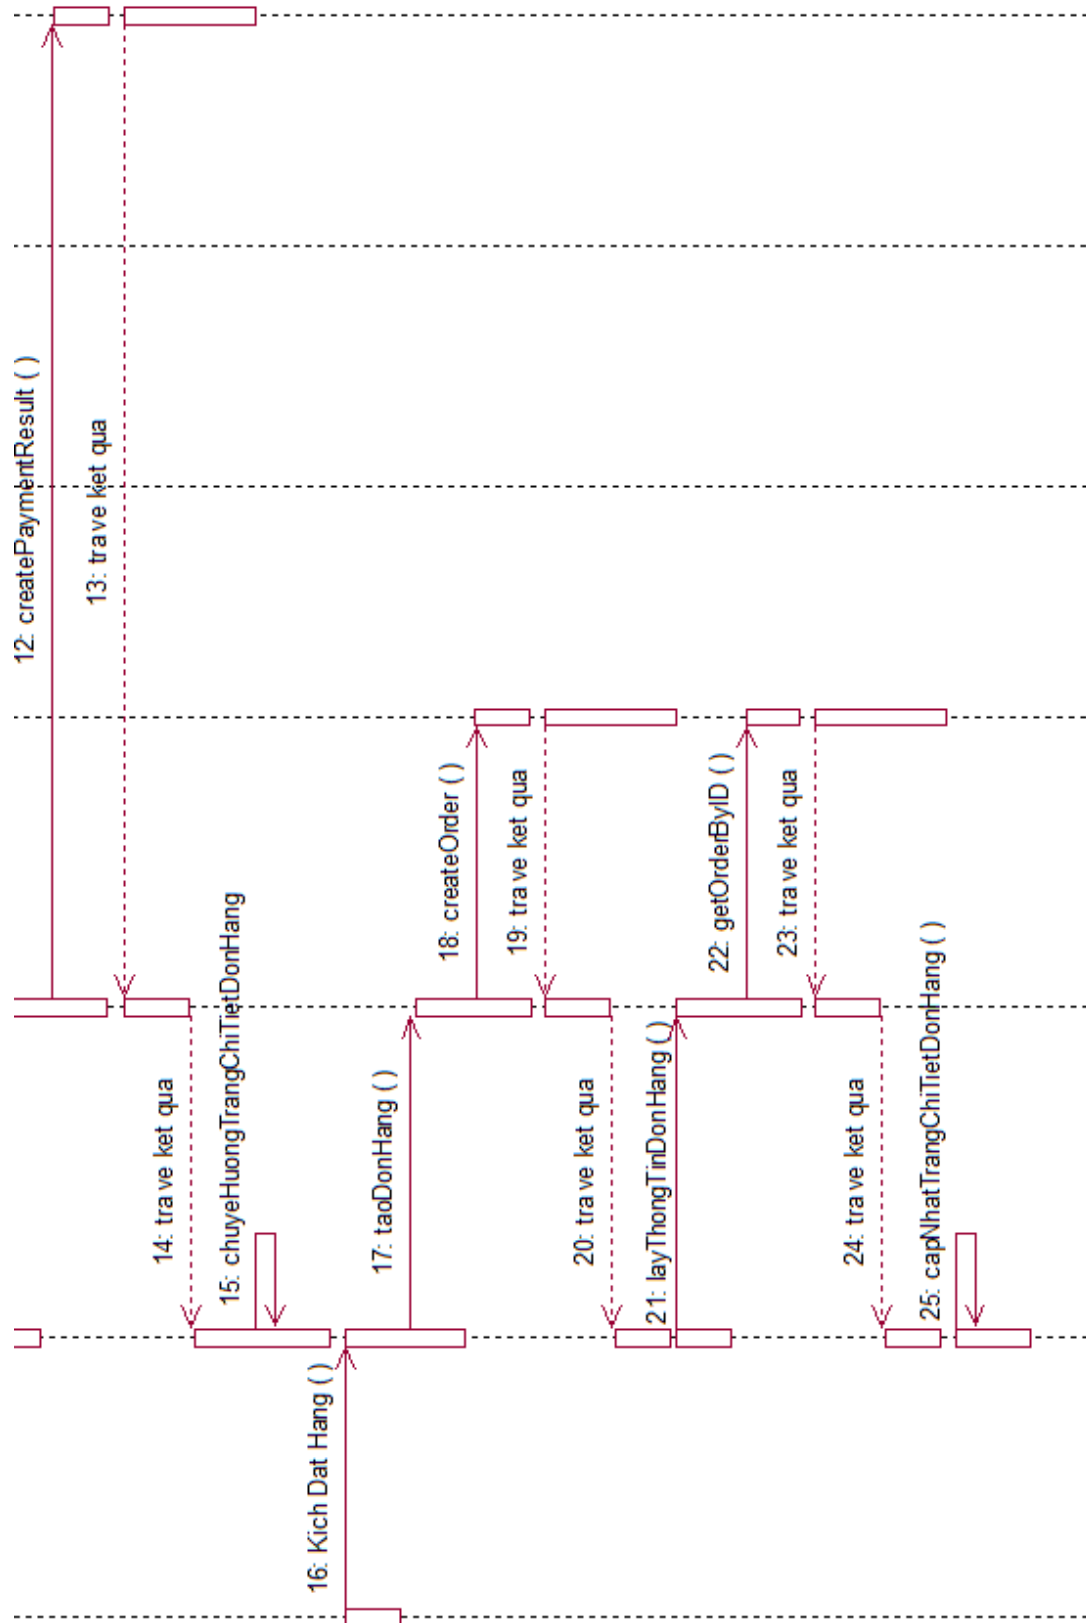 12: createPaymentResult ( )
13: tra ve ket qua
14: tra ve ket qua
15: chuyeHuongTrangChiTietDonHang
16: Kich Dat Hang ( )
17: taoDonHang ( )
18: createOrder ( )
19: tra ve ket qua
20: tra ve ket qua
21: layThongTinDonHang ( )
22: getOrderByID ( )
23: tra ve ket qua
24: tra ve ket qua
25: capNhatTrangChiTietDonHang ( )